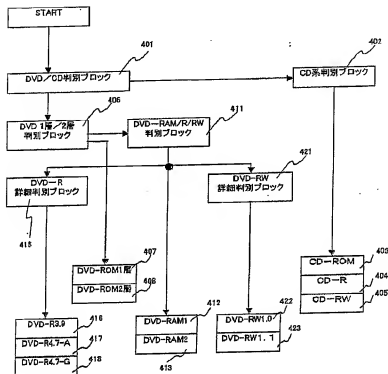 START
401
402
DVD/CD判別ブロック
CD系判別ブロック
406
411
DVD 1層/2層
判別ブロック
DVD-RAM/R/RW
判別ブロック
421
DVD-R
詳細判別ブロック
DVD-RW
詳細判別ブロック
415
407
DVD-ROM1層
408
DVD-ROM2層
CD-ROM
403
CD-R
404
CD-RW
405
412
422
DVD-R3.9
416
DVD-RAM1
DVD-RW1.0
DVD-R4.7-A
417
DVD-RAM2
DVD-RW1.1
423
DVD-R4.7-G
418
413